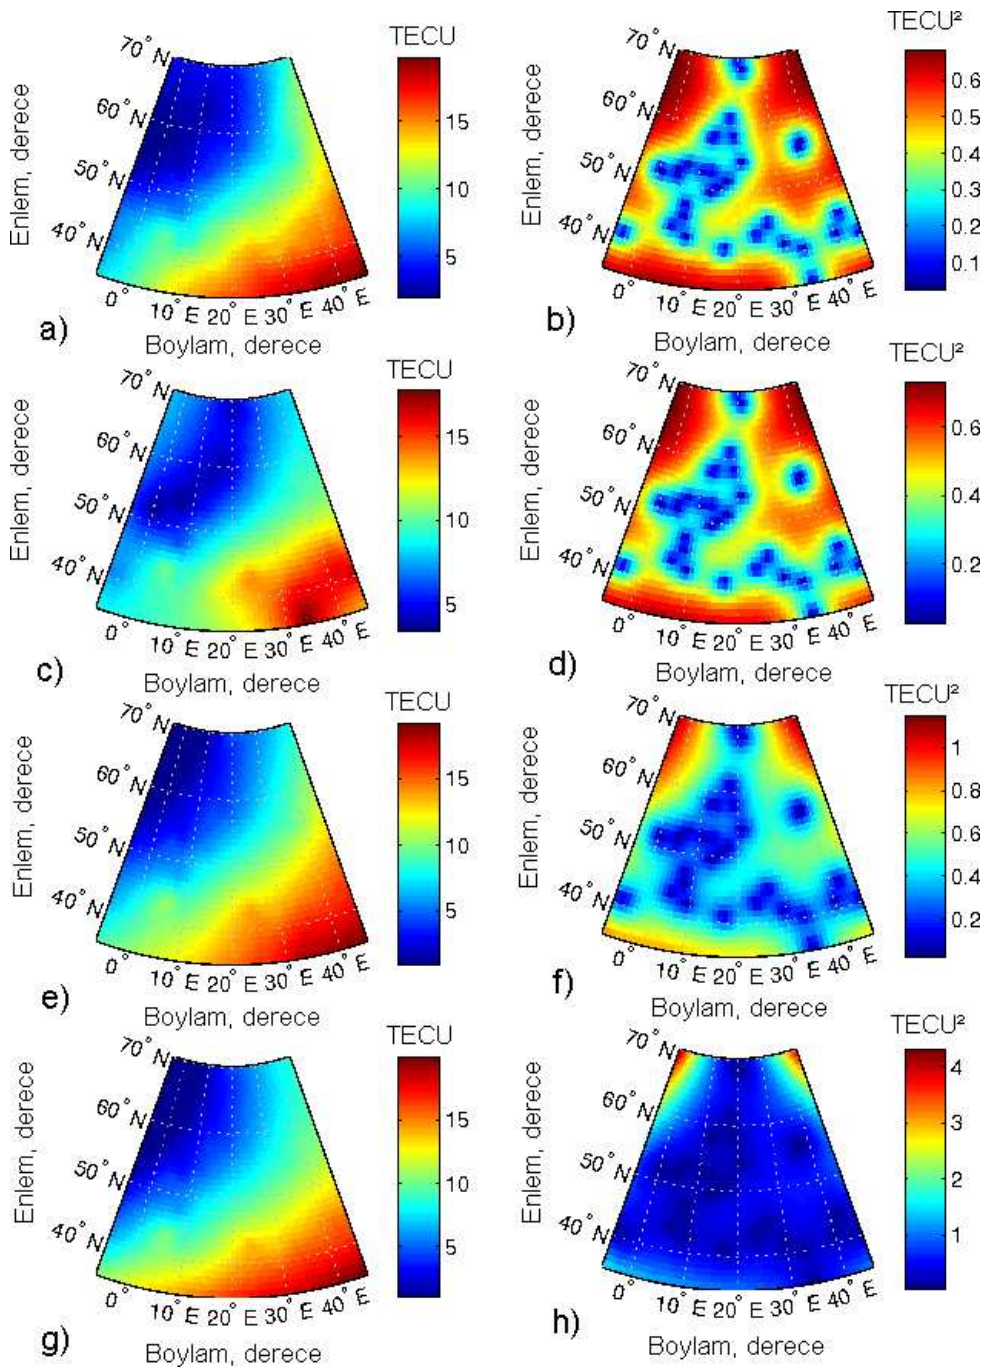 TECU
70° N
60° N
50° N
40° N
Enlem, derece
15
10
5
0° 10° E 20° E 30° E 40° E
a)
Boylam, derece
TECU²
70° N
60° N
50° N
40° N
Enlem, derece
0.6
0.5
0.4
0.3
0.2
0.1
0° 10° E 20° E 30° E 40° E
b)
Boylam, derece
TECU
70° N
60° N
50° N
40° N
Enlem, derece
15
10
5
0° 10° E 20° E 30° E 40° E
c)
Boylam, derece
TECU²
70° N
60° N
50° N
40° N
Enlem, derece
0.6
0.4
0.2
0° 10° E 20° E 30° E 40° E
d)
Boylam, derece
TECU
70° N
60° N
50° N
40° N
Enlem, derece
15
10
5
0° 10° E 20° E 30° E 40° E
e)
Boylam, derece
TECU²
70° N
60° N
50° N
40° N
Enlem, derece
1
0.8
0.6
0.4
0.2
0° 10° E 20° E 30° E 40° E
f)
Boylam, derece
TECU
70° N
60° N
50° N
40° N
Enlem, derece
15
10
5
0° 10° E 20° E 30° E 40° E
g)
Boylam, derece
TECU²
70° N
60° N
50° N
40° N
Enlem, derece
4
3
2
1
0° 10° E 20° E 30° E 40° E
h)
Boylam, derece